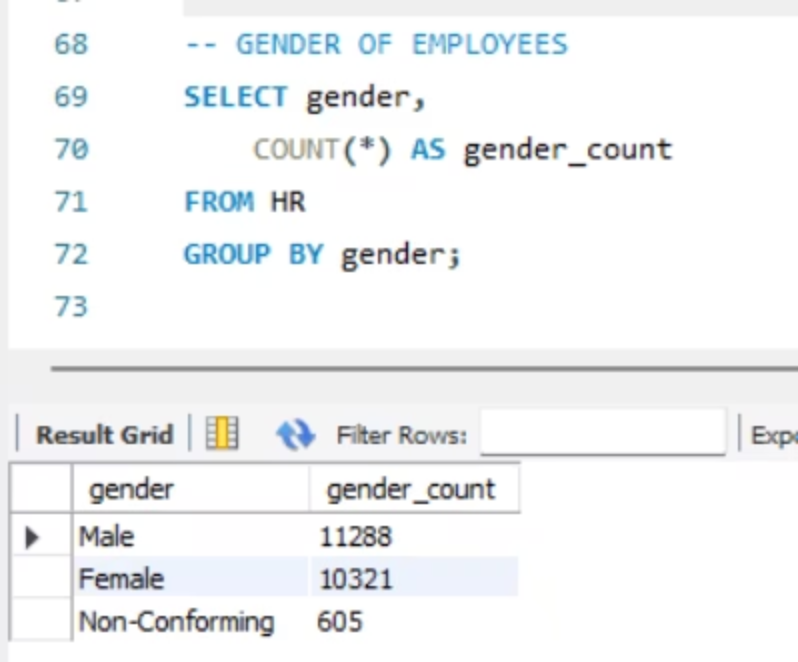 68 -- GENDER OF EMPLOYEES
69 SELECT gender,
70 COUNT(*) AS gender_count
71 FROM HR
72 GROUP BY gender;
73
Result Grid Filter Rows:
gender gender_count
Male 11288
Female 10321
Non-Conforming 605